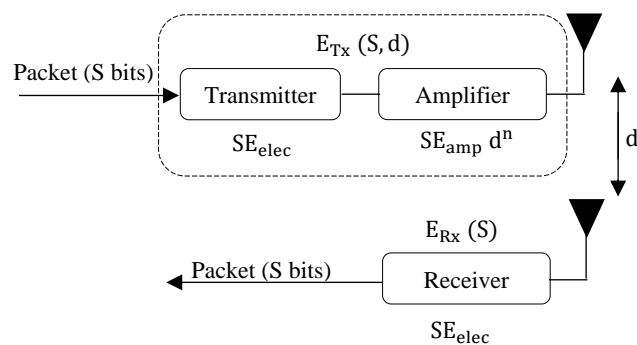 E_Tx (S, d)
Packet (S bits)
Transmitter
Amplifier
SE_elec
SE_amp d^n
d
E_Rx (S)
Packet (S bits)
Receiver
SE_elec